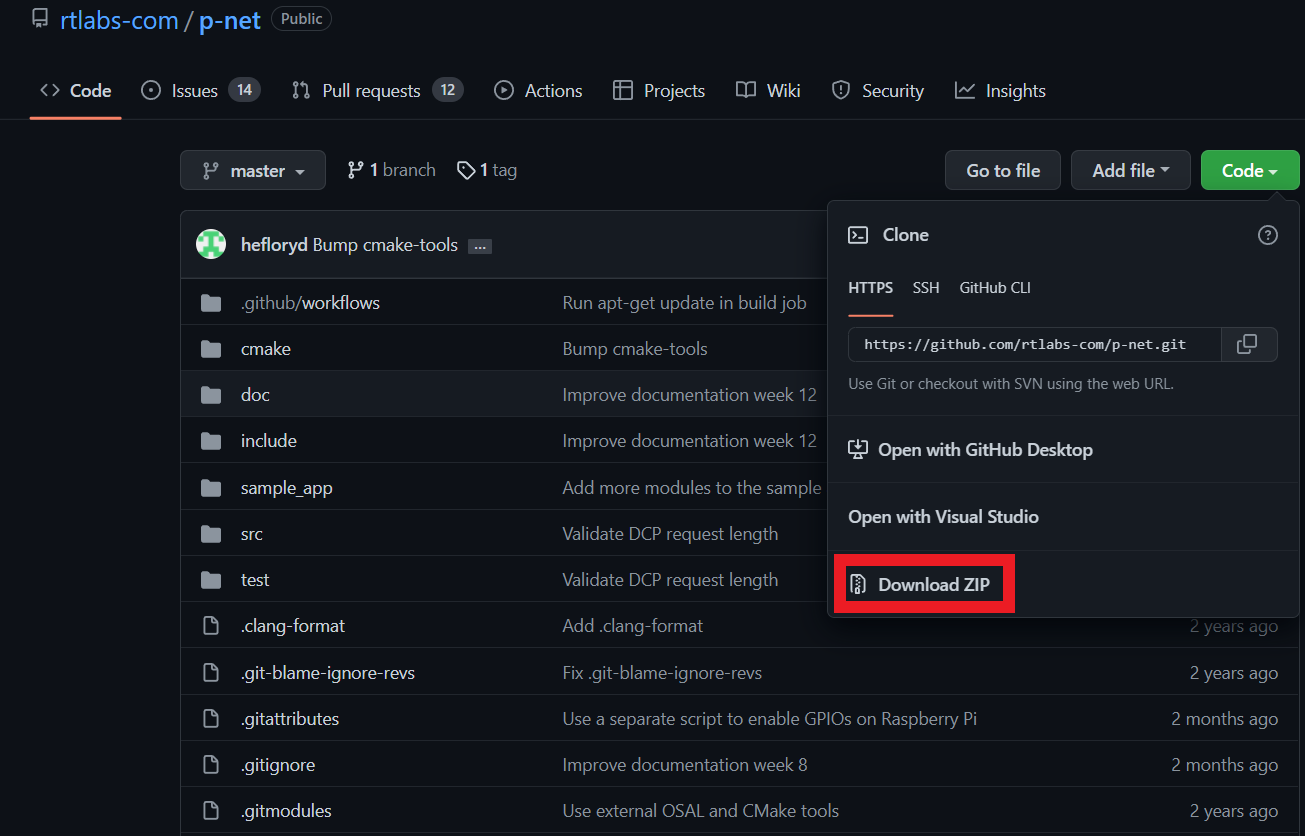 rtlabs-com / p-net Public
Code Issues 14 Pull requests 12 Actions Projects Wiki Security Insights
master 1 branch 1 tag Go to file Add file Code
hefloryd Bump cmake-tools ...
.github/workflows Run apt-get update in build job
cmake Bump cmake-tools
doc Improve documentation week 12
include Improve documentation week 12
sample_app Add more modules to the sample
src Validate DCP request length
test Validate DCP request length
.clang-format Add .clang-format 2 years ago
.git-blame-ignore-revs Fix .git-blame-ignore-revs 2 years ago
.gitattributes Use a separate script to enable GPIOs on Raspberry Pi 2 months ago
.gitignore Improve documentation week 8 2 months ago
.gitmodules Use external OSAL and CMake tools 2 years ago
Clone
HTTPS SSH GitHub CLI
https://github.com/rtlabs-com/p-net.git
Use Git or checkout with SVN using the web URL.
Open with GitHub Desktop
Open with Visual Studio
Download ZIP